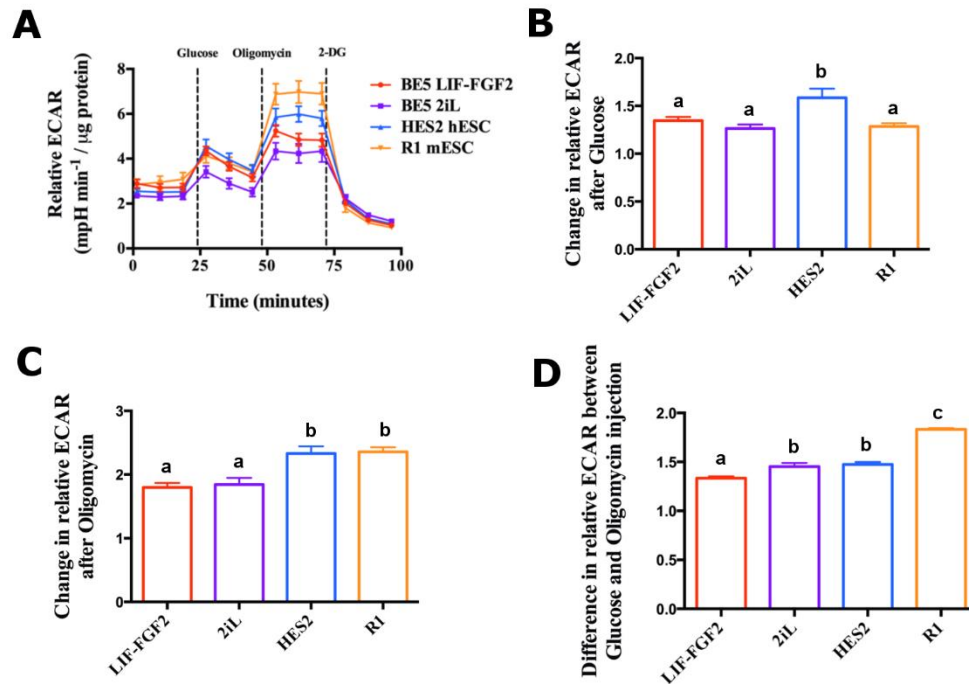 A
Glucose Oligomycin 2-DG
Relative ECAR
(mpH min⁻¹ / µg protein)
8
6
4
2
0
0 25 50 75 100
Time (minutes)
BE5 LIF-FGF2
BE5 2iL
HES2 hESC
R1 mESC
B
Change in relative ECAR
after Glucose
2.0
1.5
1.0
0.5
0.0
a a b a
LIF-FGF2 2iL HES2 R1
C
Change in relative ECAR
after Oligomycin
3
2
1
0
a a b b
LIF-FGF2 2iL HES2 R1
D
Difference in relative ECAR between
Glucose and Oligomycin injection
2.0
1.5
1.0
0.5
0.0
a b b c
LIF-FGF2 2iL HES2 R1